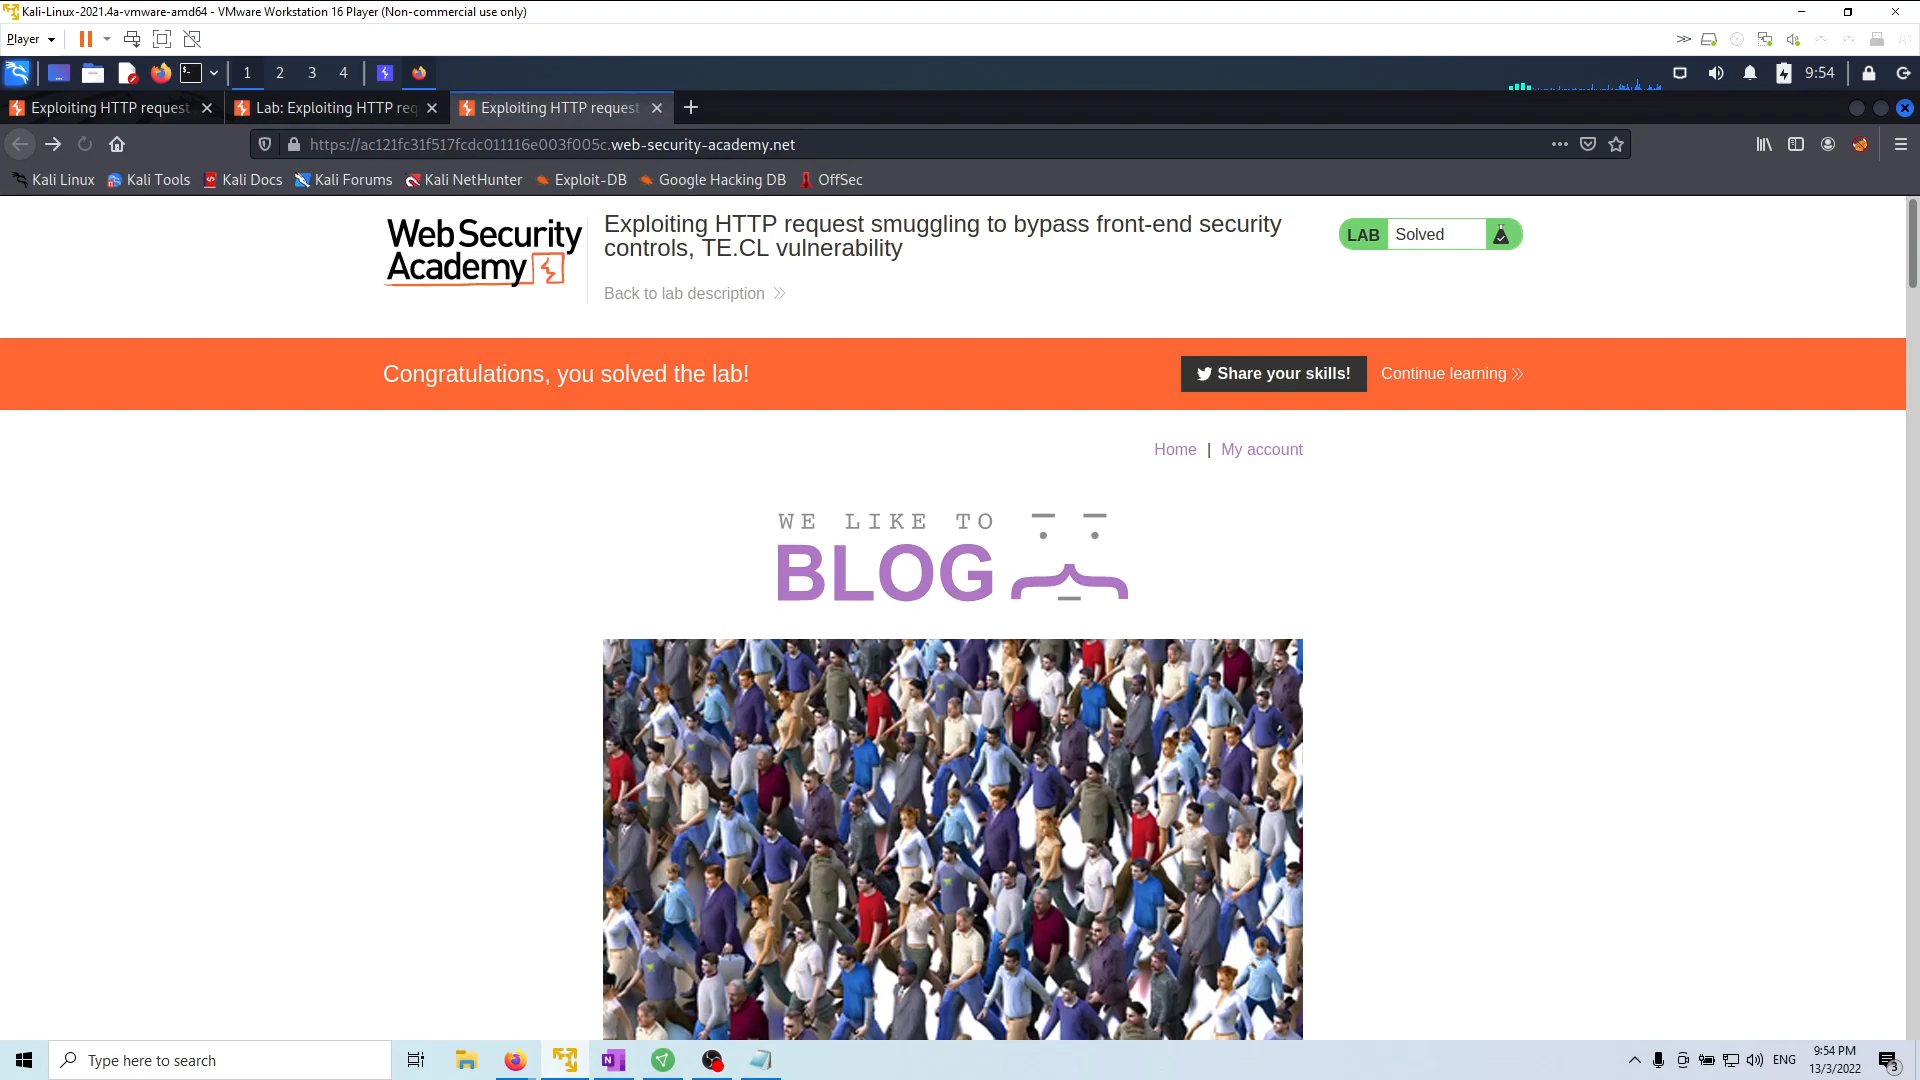 Kali-Linux-2021.4a-vmware-amd64 - VMware Workstation 16 Player (Non-commercial use only)
Player
1 2 3 4 9:54
Exploiting HTTP request Lab: Exploiting HTTP req Exploiting HTTP request
https://ac121fc31f517fcdc011116e003f005c.web-security-academy.net
Kali Linux Kali Tools Kali Docs Kali Forums Kali NetHunter Exploit-DB Google Hacking DB OffSec
WebSecurity
Academy
Exploiting HTTP request smuggling to bypass front-end security
controls, TE.CL vulnerability
LAB Solved
Back to lab description
Congratulations, you solved the lab!
Share your skills! Continue learning
Home | My account
WE LIKE TO
BLOG
Type here to search
ENG
9:54 PM
13/3/2022
3